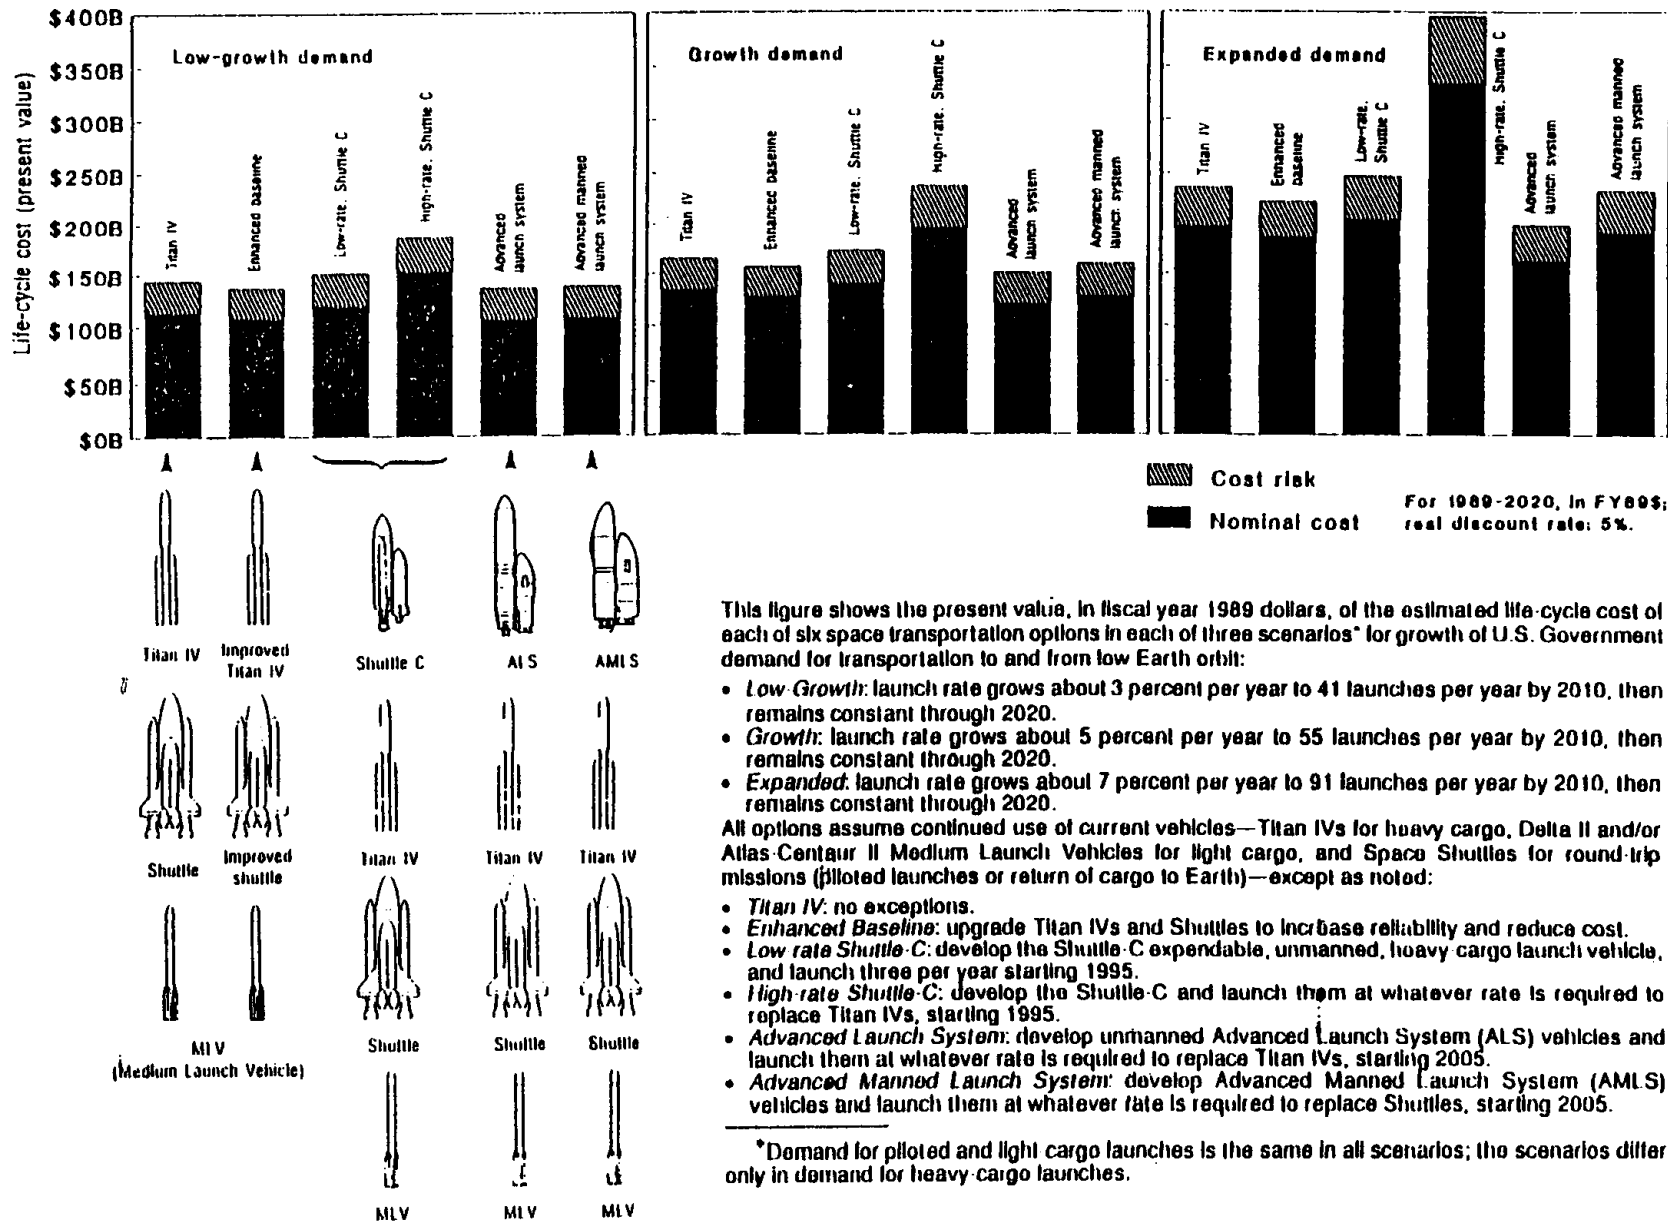 $400B
$350B
$300B
$250B
$200B
$150B
$100B
$50B
$0B
Life-cycle cost (present value)
Low-growth demand
Titan IV
Enhanced baseline
Low-rate, Shuttle C
High-rate, Shuttle C
Advanced
launch system
Advanced manned
launch system
Growth demand
Titan IV
Enhanced baseline
Low-rate, Shuttle C
High-rate, Shuttle C
Advanced
launch system
Advanced manned
launch system
Expanded demand
Titan IV
Enhanced
baseline
Low-rate,
Shuttle C
High-rate, Shuttle C
Advanced
launch system
Advanced manned
launch system
Cost risk
Nominal cost
For 1989-2020, in FY89$;
real discount rate: 5%.
Titan IV
Improved
Titan IV
Shuttle C
ALS
AMLS
Shuttle
Improved
shuttle
Titan IV
Titan IV
Titan IV
MLV
(Medium Launch Vehicle)
Shuttle
Shuttle
Shuttle
MLV
MLV
MLV
This figure shows the present value, in fiscal year 1989 dollars, of the estimated life-cycle cost of
each of six space transportation options in each of three scenarios* for growth of U.S. Government
demand for transportation to and from low Earth orbit:
• Low-Growth: launch rate grows about 3 percent per year to 41 launches per year by 2010, then
remains constant through 2020.
• Growth: launch rate grows about 5 percent per year to 55 launches per year by 2010, then
remains constant through 2020.
• Expanded: launch rate grows about 7 percent per year to 91 launches per year by 2010, then
remains constant through 2020.
All options assume continued use of current vehicles—Titan IVs for heavy cargo, Delta II and/or
Atlas-Centaur II Medium Launch Vehicles for light cargo, and Space Shuttles for round-trip
missions (piloted launches or return of cargo to Earth)—except as noted:
• Titan IV: no exceptions.
• Enhanced Baseline: upgrade Titan IVs and Shuttles to increase reliability and reduce cost.
• Low rate Shuttle-C: develop the Shuttle-C expendable, unmanned, heavy-cargo launch vehicle,
and launch three per year starting 1995.
• High-rate Shuttle-C: develop the Shuttle-C and launch them at whatever rate is required to
replace Titan IVs, starting 1995.
• Advanced Launch System: develop unmanned Advanced Launch System (ALS) vehicles and
launch them at whatever rate is required to replace Titan IVs, starting 2005.
• Advanced Manned Launch System: develop Advanced Manned Launch System (AMLS)
vehicles and launch them at whatever rate is required to replace Shuttles, starting 2005.
*Demand for piloted and light cargo launches is the same in all scenarios; the scenarios differ
only in demand for heavy-cargo launches.